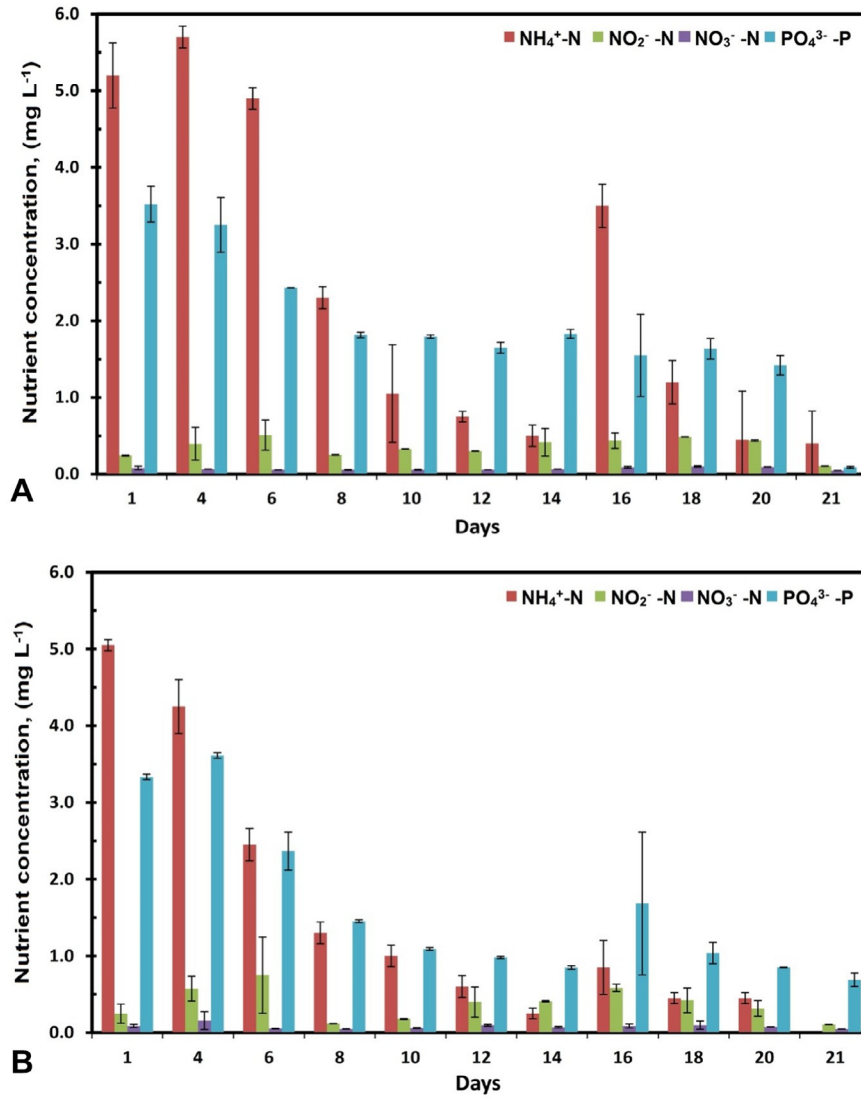 6.0
NH₄⁺-N NO₂⁻ -N NO₃⁻ -N PO₄³⁻ -P
5.0
4.0
3.0
2.0
1.0
0.0
Nutrient concentration, (mg L⁻¹)
1 4 6 8 10 12 14 16 18 20 21
Days
A
6.0
NH₄⁺-N NO₂⁻ -N NO₃⁻ -N PO₄³⁻ -P
5.0
4.0
3.0
2.0
1.0
0.0
Nutrient concentration, (mg L⁻¹)
1 4 6 8 10 12 14 16 18 20 21
Days
B